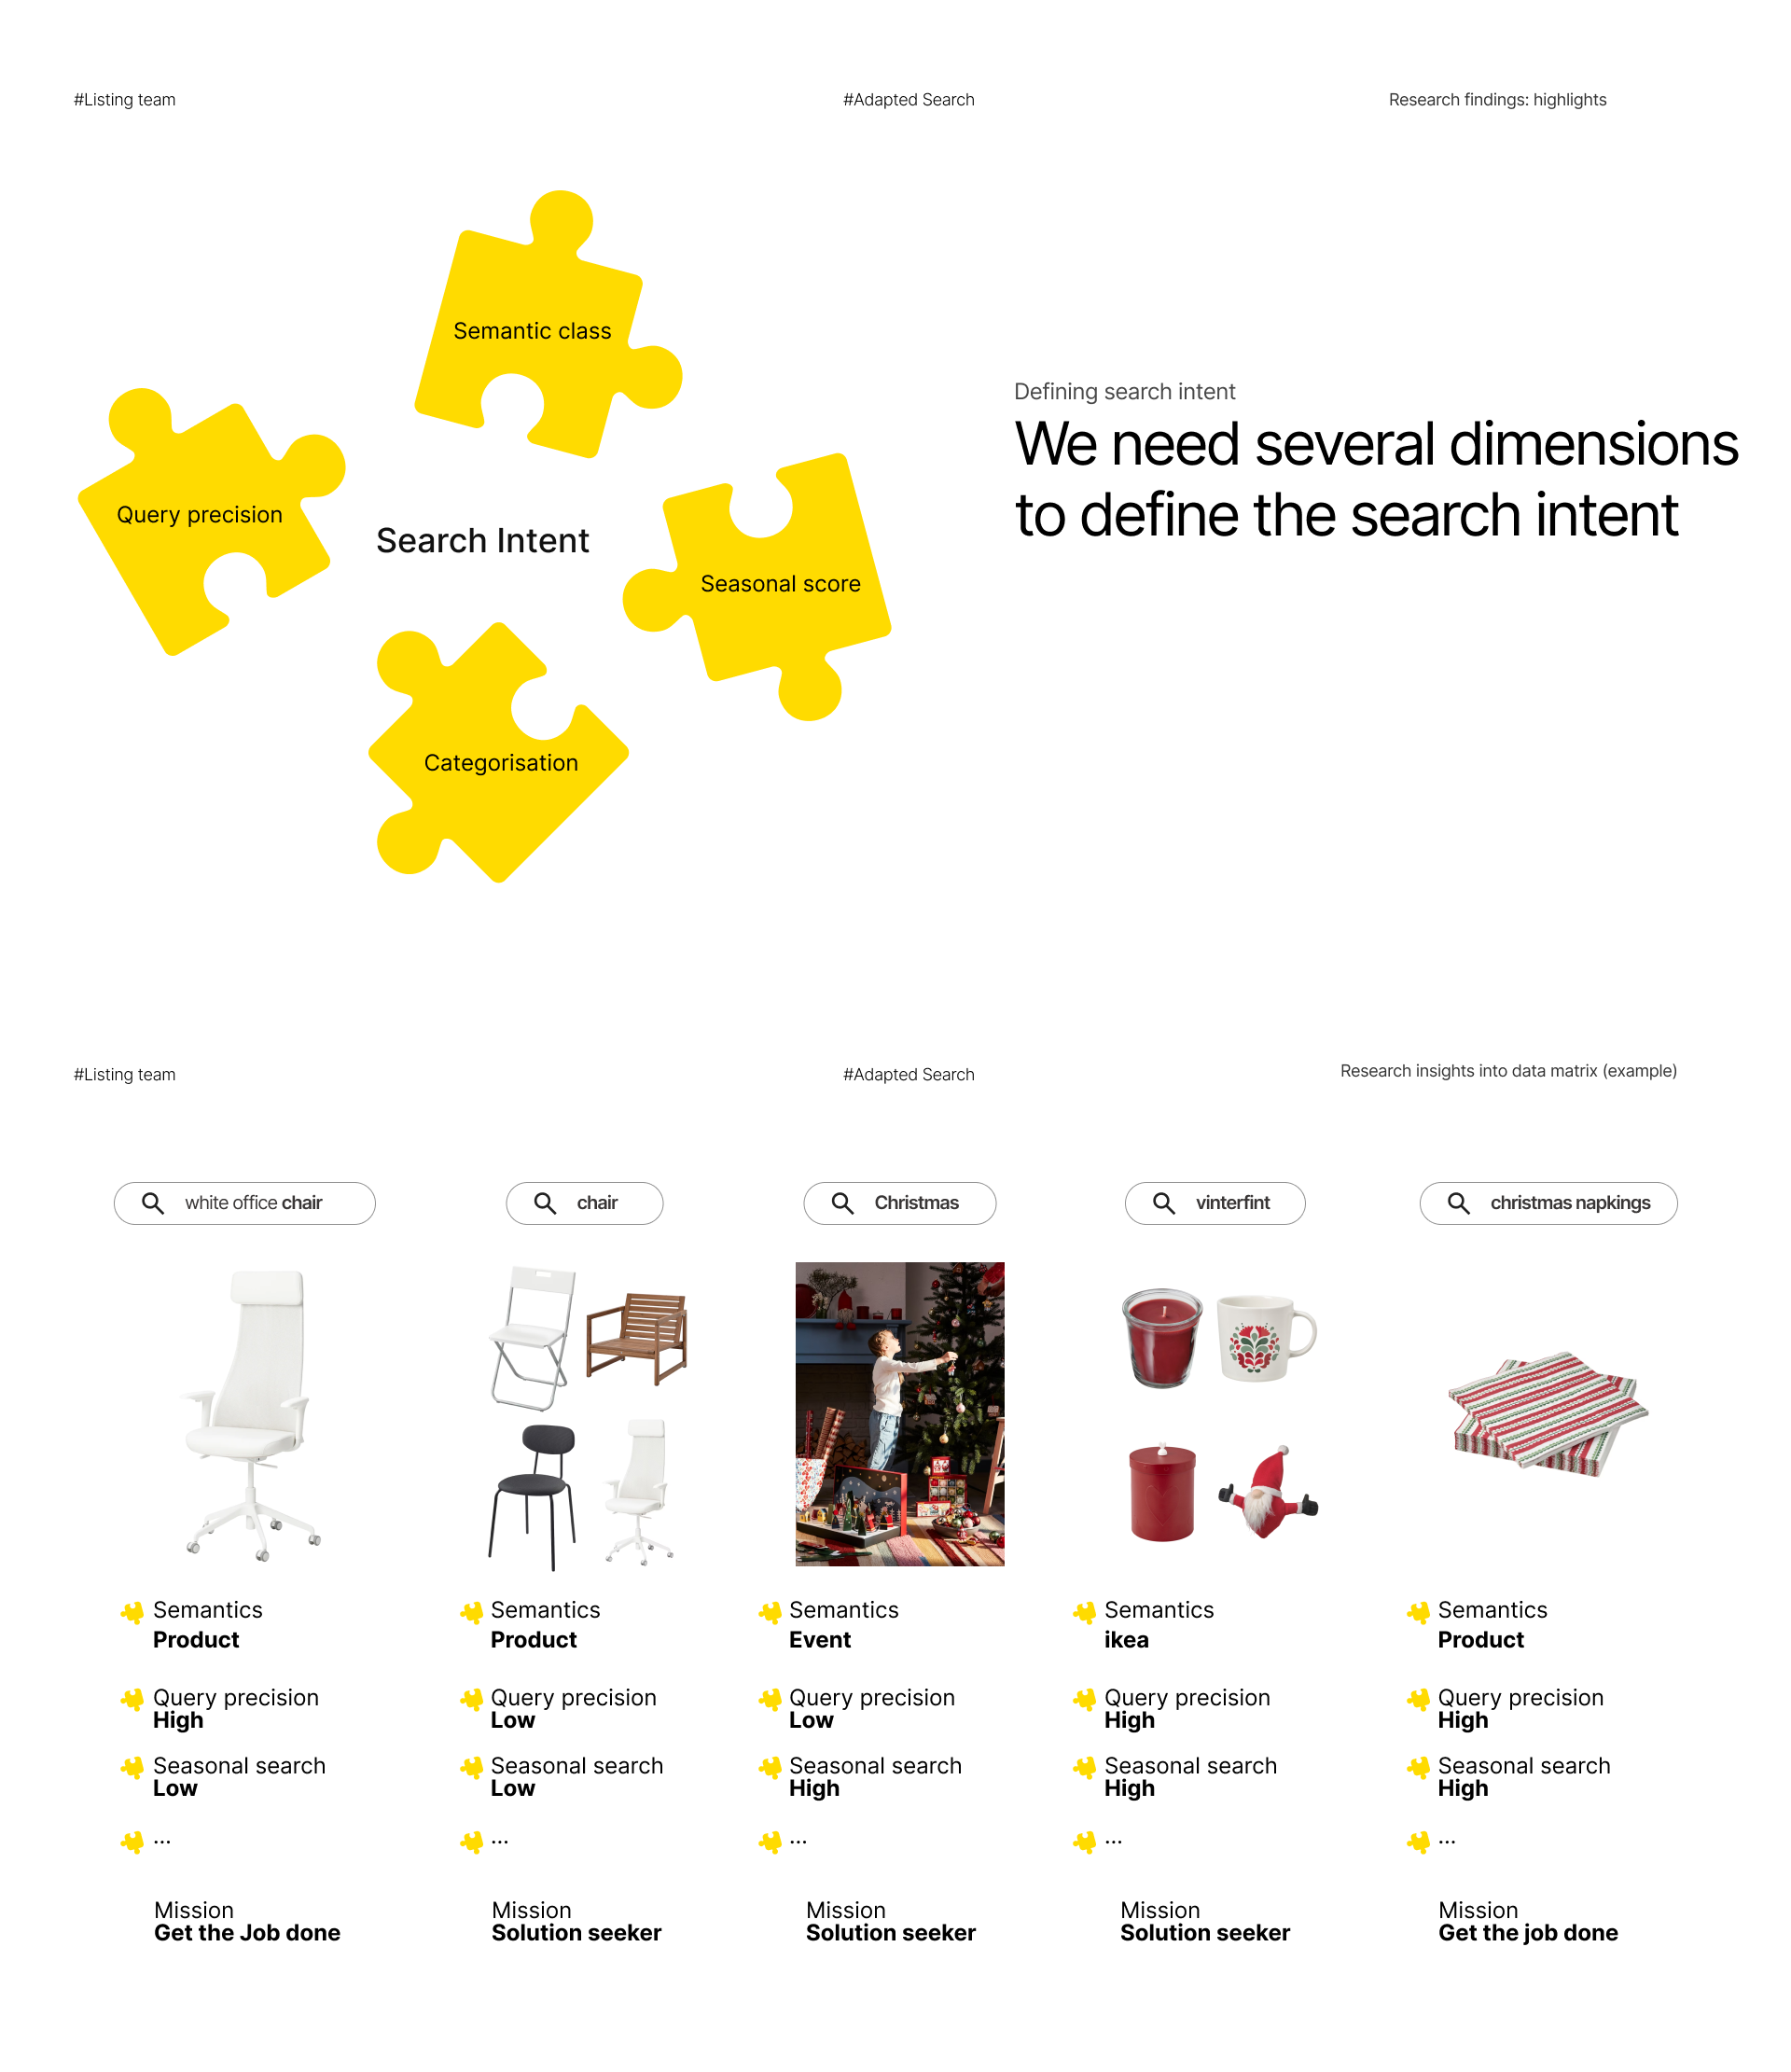 #Listing team
#Adapted Search
Research findings: highlights
Semantic class
Query precision
Search Intent
Seasonal score
Categorisation
Defining search intent
We need several dimensions
to define the search intent
#Listing team
#Adapted Search
Research insights into data matrix (example)
white office chair
chair
Christmas
vinterfint
christmas napkings
Semantics
Product
Query precision
High
Seasonal search
Low
...
Mission
Get the Job done
Semantics
Product
Query precision
Low
Seasonal search
Low
...
Mission
Solution seeker
Semantics
Event
Query precision
Low
Seasonal search
High
...
Mission
Solution seeker
Semantics
ikea
Query precision
High
Seasonal search
High
...
Mission
Solution seeker
Semantics
Product
Query precision
High
Seasonal search
High
...
Mission
Get the job done